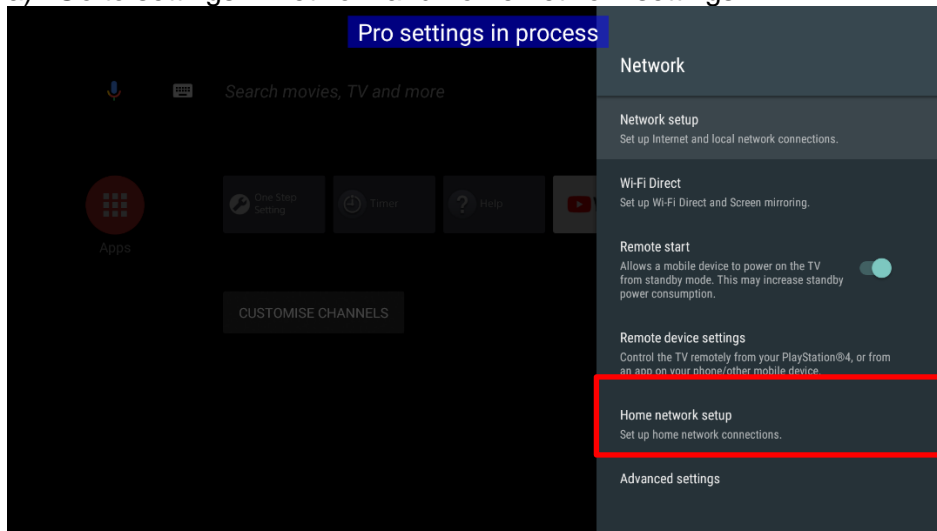 Pro settings in process
Network
Search movies, TV and more
Network setup
Set up Internet and local network connections.
Wi-Fi Direct
Set up Wi-Fi Direct and Screen mirroring.
One Step
Setting
Timer
Help
Apps
Remote start
Allows a mobile device to power on the TV
from standby mode. This may increase standby
power consumption.
CUSTOMISE CHANNELS
Remote device settings
Control the TV remotely from your PlayStation®4, or from
an app on your phone/other mobile device.
Home network setup
Set up home network connections.
Advanced settings